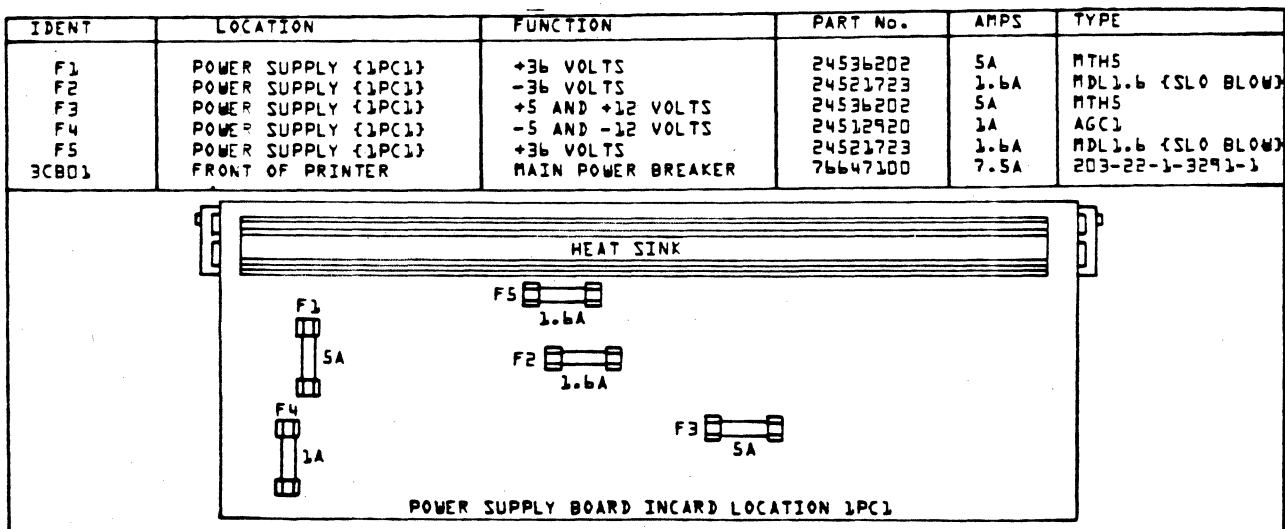 IDENT LOCATION FUNCTION PART No. AMPS TYPE
F1 POWER SUPPLY {1PC1} +36 VOLTS 24536202 5A MTH5
F2 POWER SUPPLY {1PC1} -36 VOLTS 24521723 1.6A MDL1.6 {SLO BLOW}
F3 POWER SUPPLY {1PC1} +5 AND +12 VOLTS 24536202 5A MTH5
F4 POWER SUPPLY {1PC1} -5 AND -12 VOLTS 24512920 1A AGC1
F5 POWER SUPPLY {1PC1} +36 VOLTS 24521723 1.6A MDL1.6 {SLO BLOW}
3CB01 FRONT OF PRINTER MAIN POWER BREAKER 76647100 7.5A 203-22-1-3291-1
HEAT SINK
F5
1.6A
F1
5A
F2
1.6A
F4
1A
F3
5A
POWER SUPPLY BOARD INCARD LOCATION 1PC1